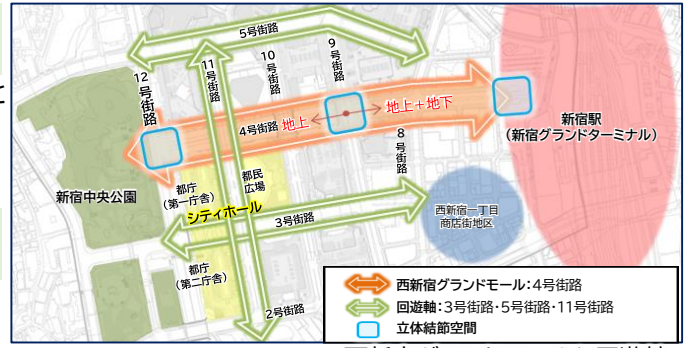 5号街路
12号街路
11号街路
10号街路
9号街路
8号街路
4号街路
地上
地上+地下
新宿駅
(新宿グランドターミナル)
新宿中央公園
都庁
(第一庁舎)
都民
広場
シティホール
3号街路
西新宿一丁目
商店街地区
都庁
(第二庁舎)
2号街路
西新宿グランドモール:4号街路
回遊軸:3号街路・5号街路・11号街路
立体結節空間